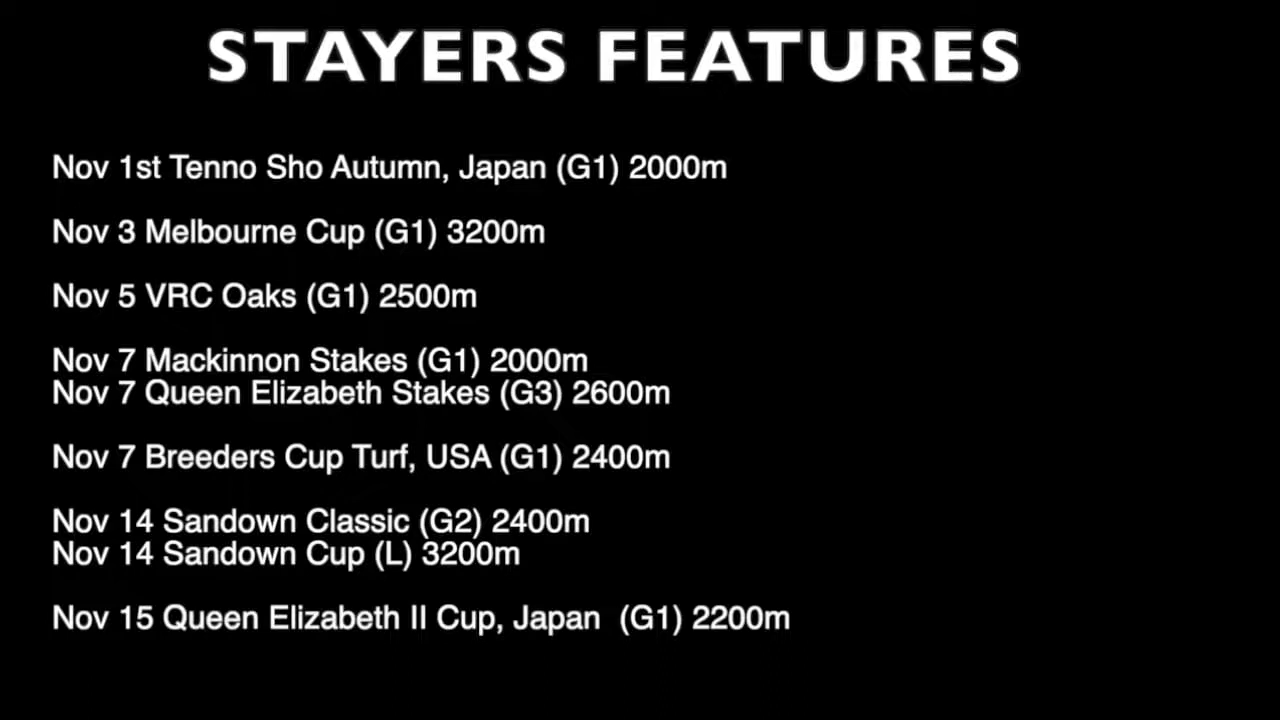 STAYERS FEATURES
Nov 1st Tenno Sho Autumn, Japan (G1) 2000m
Nov 3 Melbourne Cup (G1) 3200m
Nov 5 VRC Oaks (G1) 2500m
Nov 7 Mackinnon Stakes (G1) 2000m
Nov 7 Queen Elizabeth Stakes (G3) 2600m
Nov 7 Breeders Cup Turf, USA (G1) 2400m
Nov 14 Sandown Classic (G2) 2400m
Nov 14 Sandown Cup (L) 3200m
Nov 15 Queen Elizabeth II Cup, Japan  (G1) 2200m